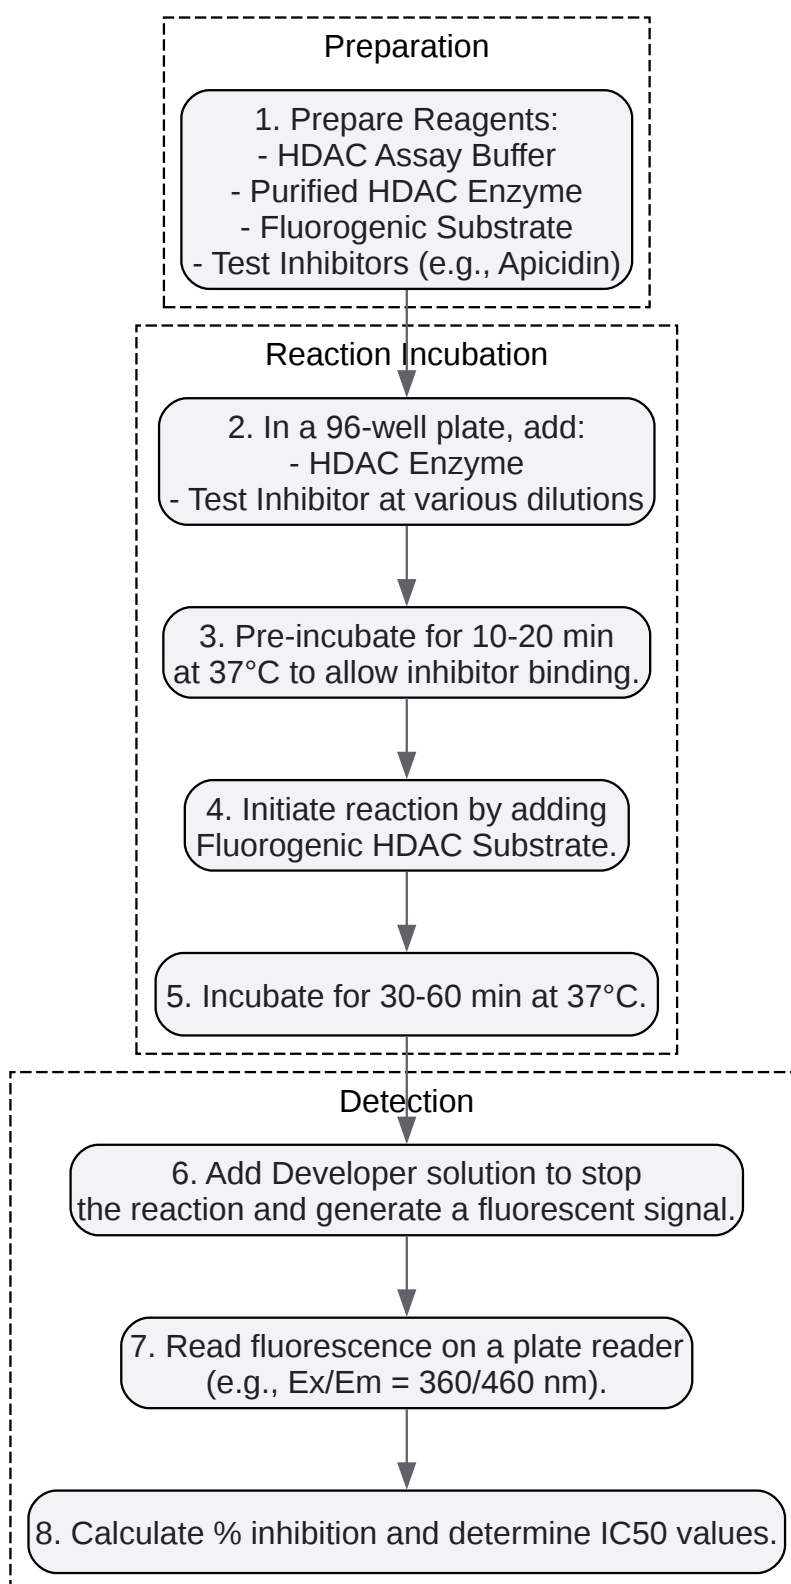 Preparation
1. Prepare Reagents:
- HDAC Assay Buffer
- Purified HDAC Enzyme
- Fluorogenic Substrate
- Test Inhibitors (e.g., Apicidin)
Reaction Incubation
2. In a 96-well plate, add:
- HDAC Enzyme
- Test Inhibitor at various dilutions
3. Pre-incubate for 10-20 min
at 37°C to allow inhibitor binding.
4. Initiate reaction by adding
Fluorogenic HDAC Substrate.
5. Incubate for 30-60 min at 37°C.
Detection
6. Add Developer solution to stop
the reaction and generate a fluorescent signal.
7. Read fluorescence on a plate reader
(e.g., Ex/Em = 360/460 nm).
8. Calculate % inhibition and determine IC50 values.